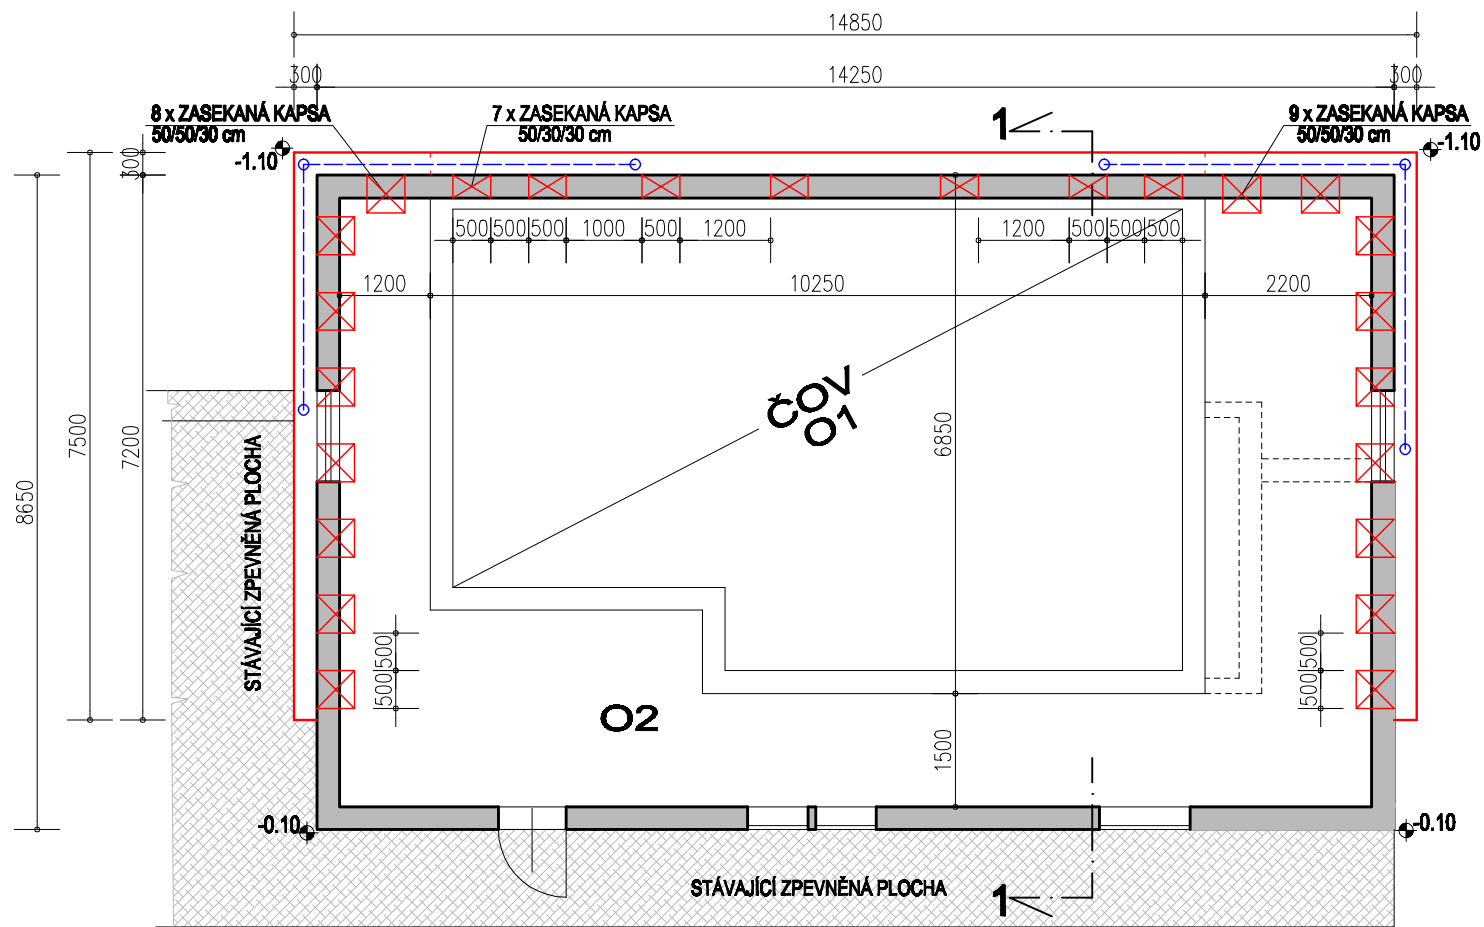 14850
300
14250
300
8 x ZASEKANÁ KAPSA
50/50/30 cm
7 x ZASEKANÁ KAPSA
50/30/30 cm
1
9 x ZASEKANÁ KAPSA
50/50/30 cm
-1.10
-1.10
300
500 500 500 1000 500 1200
1200 500 500 500
1200
10250
2200
ČOV
O1
6850
7500
7200
8650
STÁVAJÍCÍ ZPEVNĚNÁ PLOCHA
500 500
500 500
O2
1500
-0.10
-0.10
STÁVAJÍCÍ ZPEVNĚNÁ PLOCHA
1